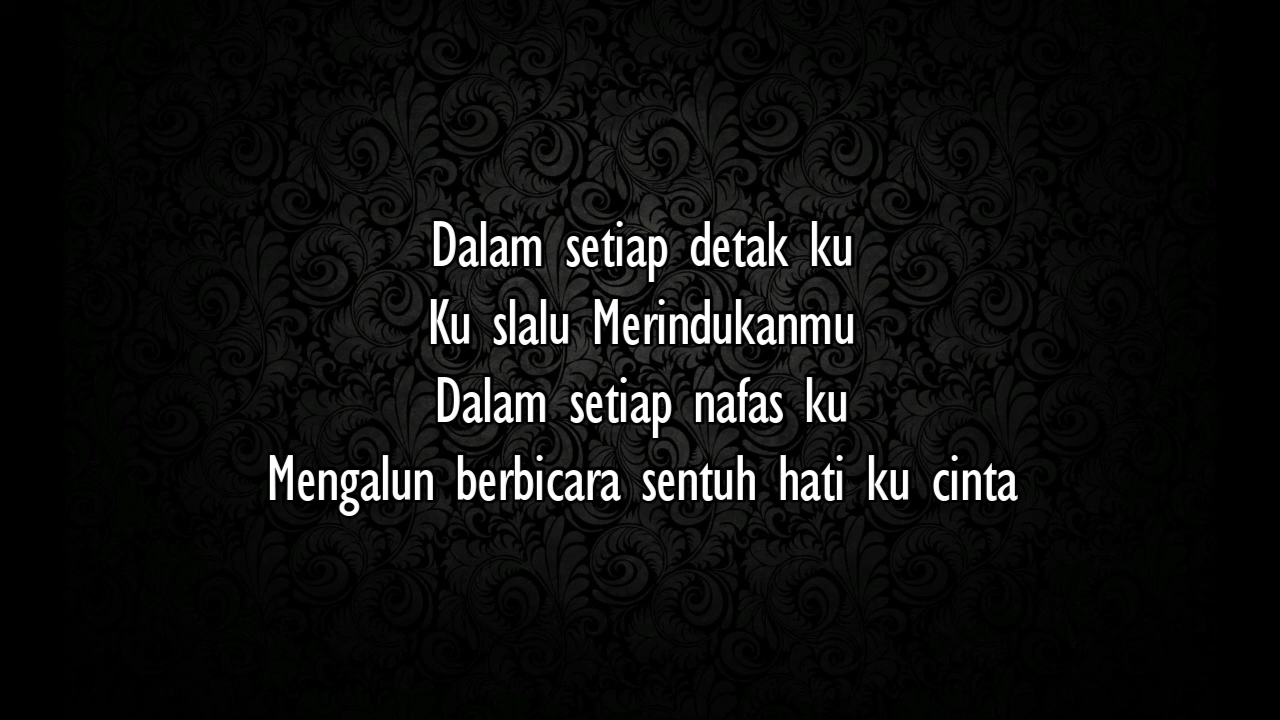 Dalam setiap detak ku
Ku slalu Merindukanmu
Dalam setiap nafas ku
Mengalun berbicara sentuh hati ku cinta